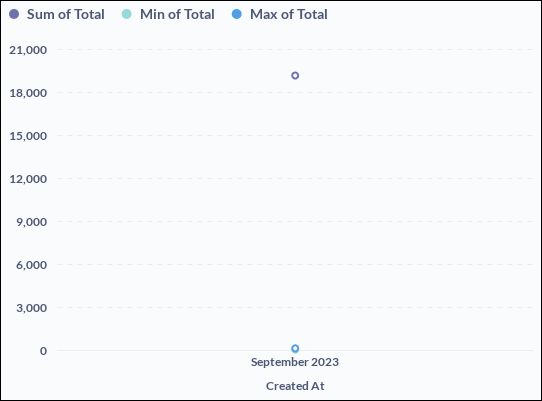 Sum of Total Min of Total Max of Total
21,000
18,000
15,000
12,000
9,000
6,000
3,000
0
September 2023
Created At